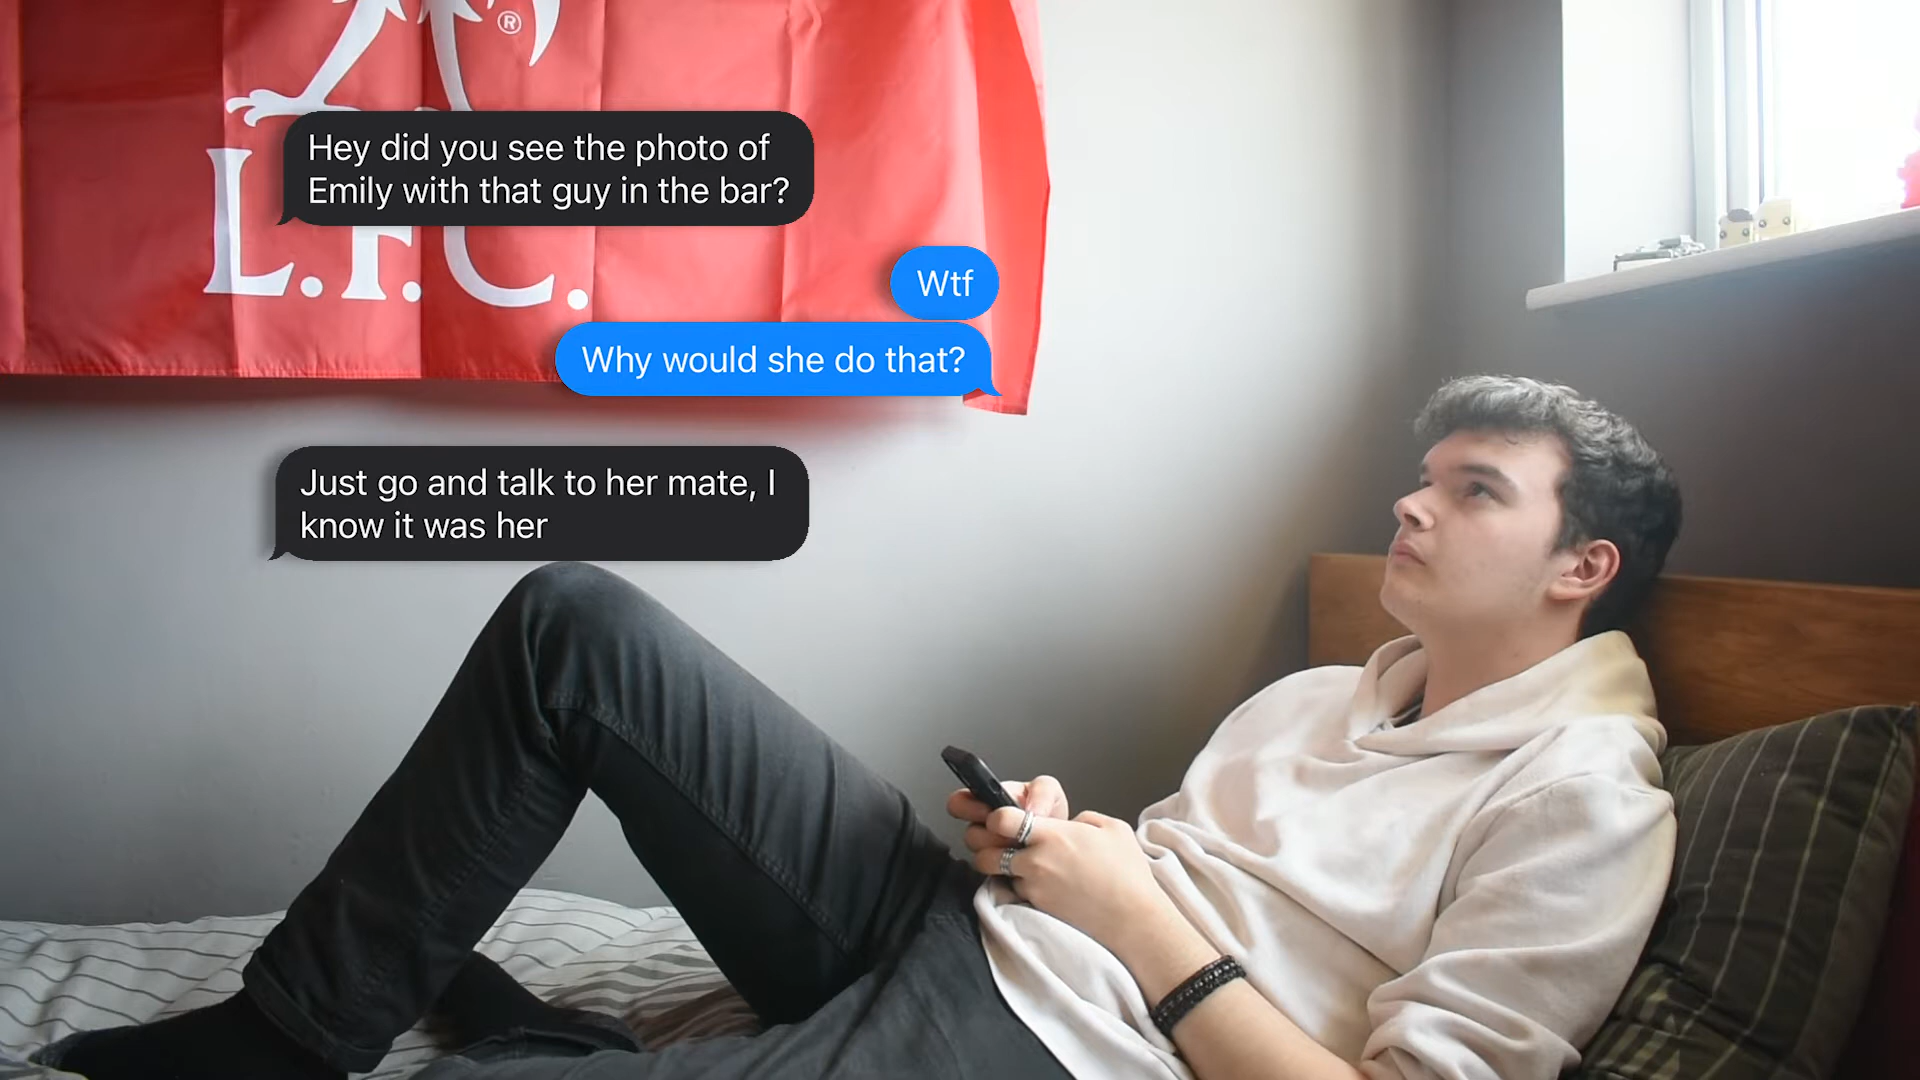 ®
L.F.C.
Hey did you see the photo of
Emily with that guy in the bar?
Wtf
Why would she do that?
Just go and talk to her mate, I
know it was her